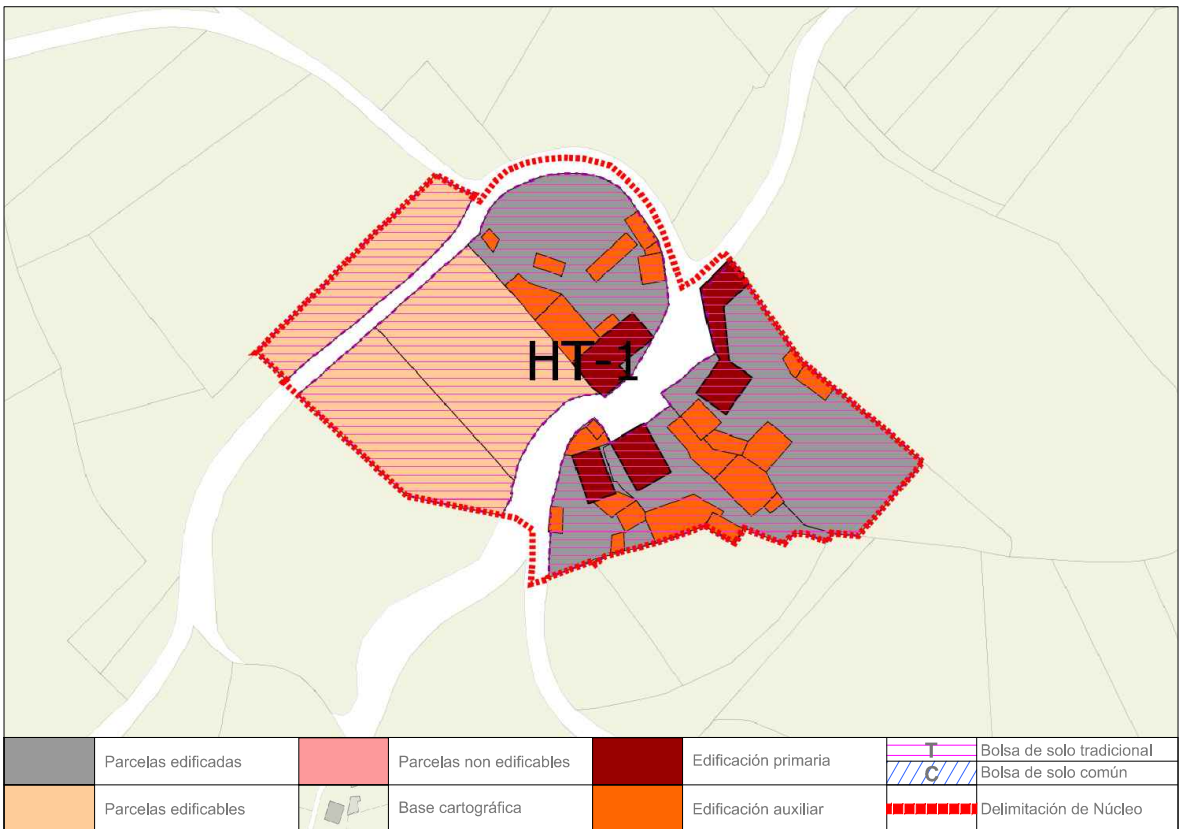 HT-1
Parcelas edificadas
Parcelas non edificables
Edificación primaria
T
Bolsa de solo tradicional
C
Bolsa de solo común
Parcelas edificables
Base cartográfica
Edificación auxiliar
Delimitación de Núcleo